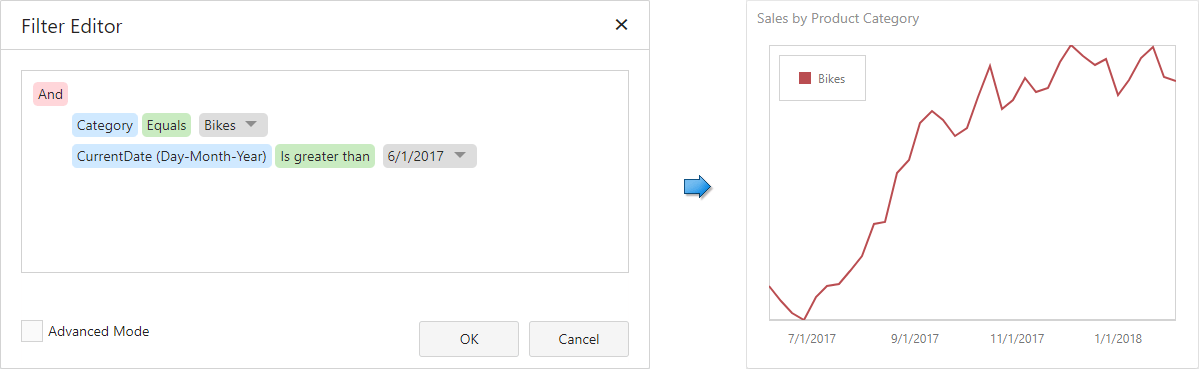 Filter Editor
×
And
Category Equals Bikes
CurrentDate (Day-Month-Year) Is greater than 6/1/2017
Advanced Mode
OK Cancel
Sales by Product Category
Bikes
7/1/2017 9/1/2017 11/1/2017 1/1/2018